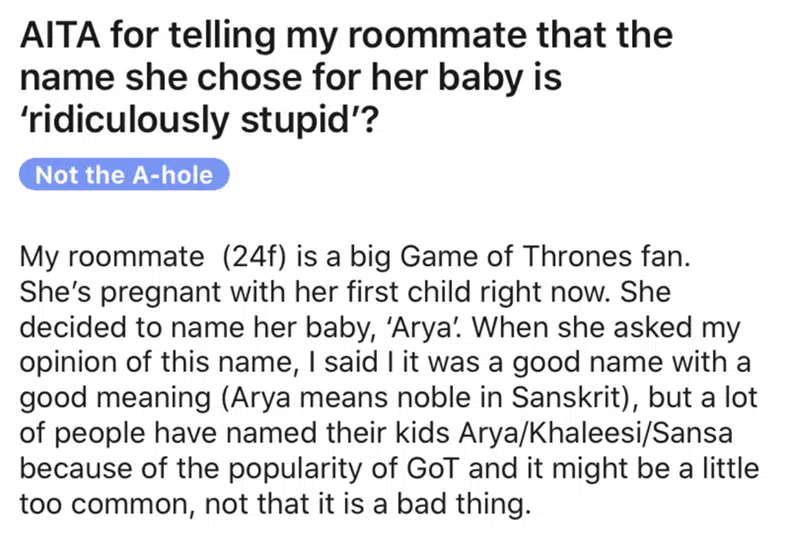 AITA for telling my roommate that the
name she chose for her baby is
‘ridiculously stupid’?
Not the A-hole
My roommate (24f) is a big Game of Thrones fan.
She’s pregnant with her first child right now. She
decided to name her baby, ‘Arya’. When she asked my
opinion of this name, I said I it was a good name with a
good meaning (Arya means noble in Sanskrit), but a lot
of people have named their kids Arya/Khaleesi/Sansa
because of the popularity of GoT and it might be a little
too common, not that it is a bad thing.